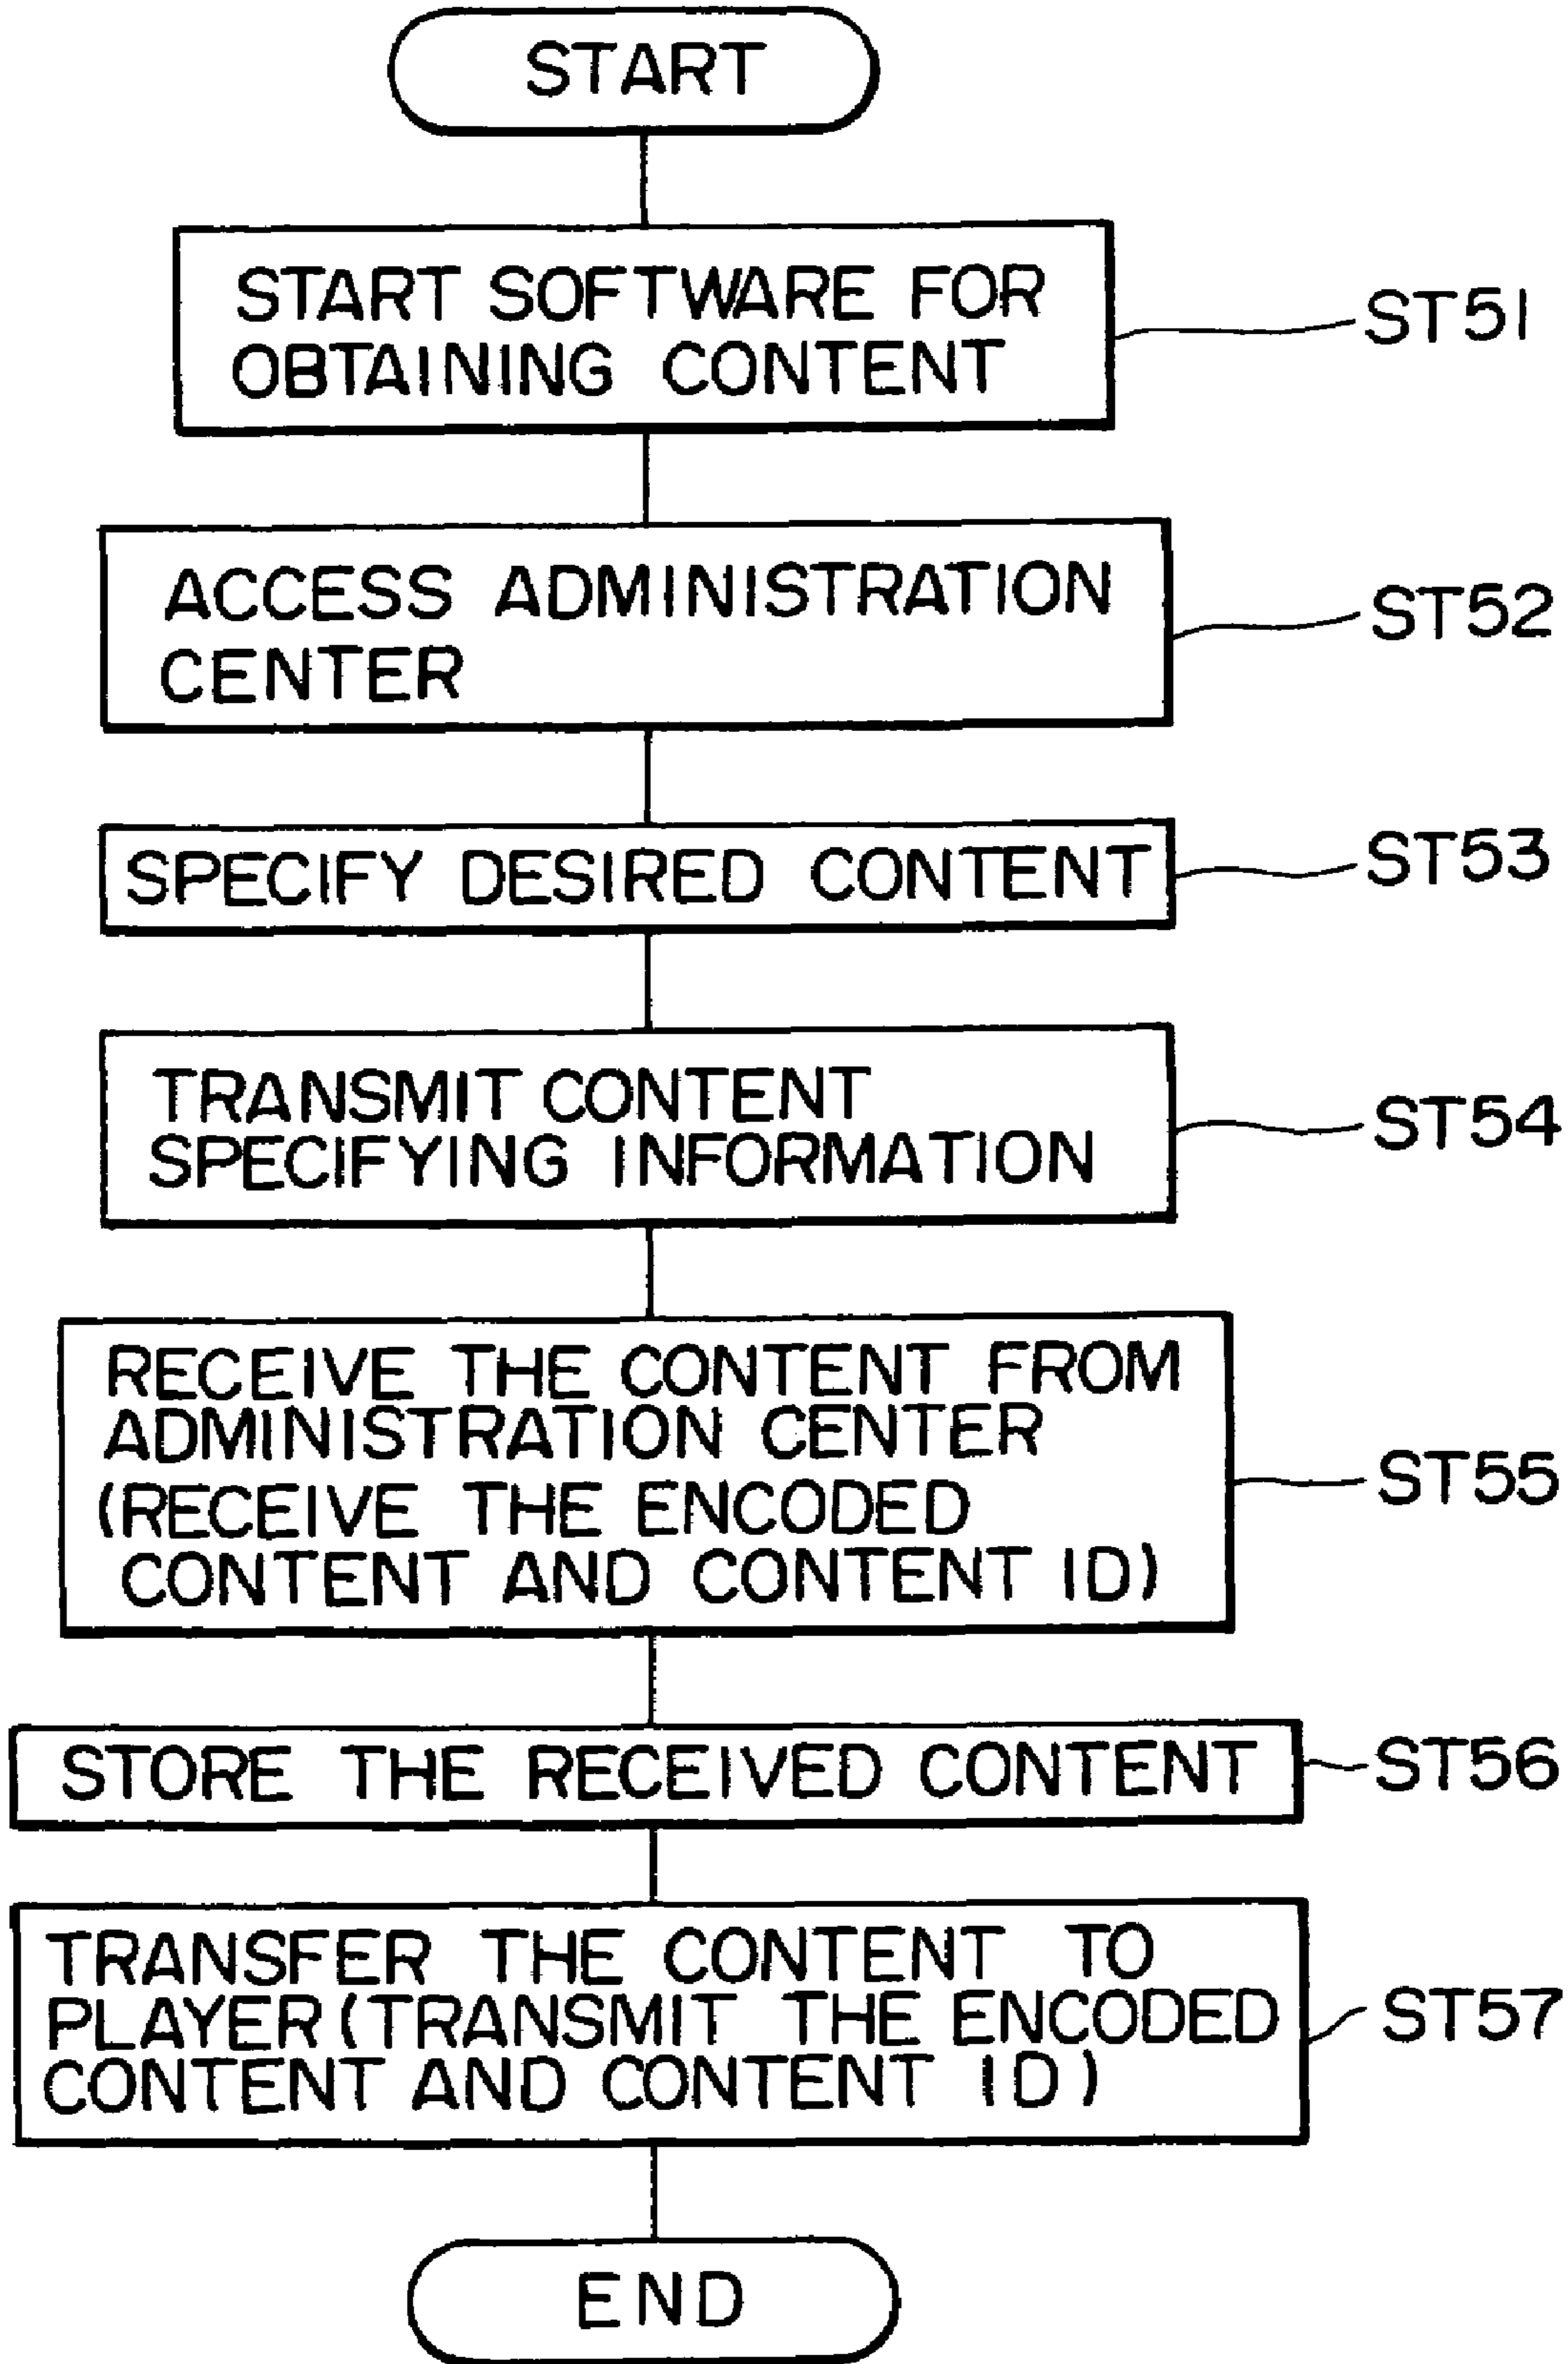 START
START SOFTWARE FOR
OBTAINING CONTENT
ST51
ACCESS ADMINISTRATION
CENTER
ST52
SPECIFY DESIRED CONTENT
ST53
TRANSMIT CONTENT
SPECIFYING INFORMATION
ST54
RECEIVE THE CONTENT FROM
ADMINISTRATION CENTER
(RECEIVE THE ENCODED
CONTENT AND CONTENT ID)
ST55
STORE THE RECEIVED CONTENT
ST56
TRANSFER THE CONTENT TO
PLAYER(TRANSMIT THE ENCODED
CONTENT AND CONTENT ID)
ST57
END